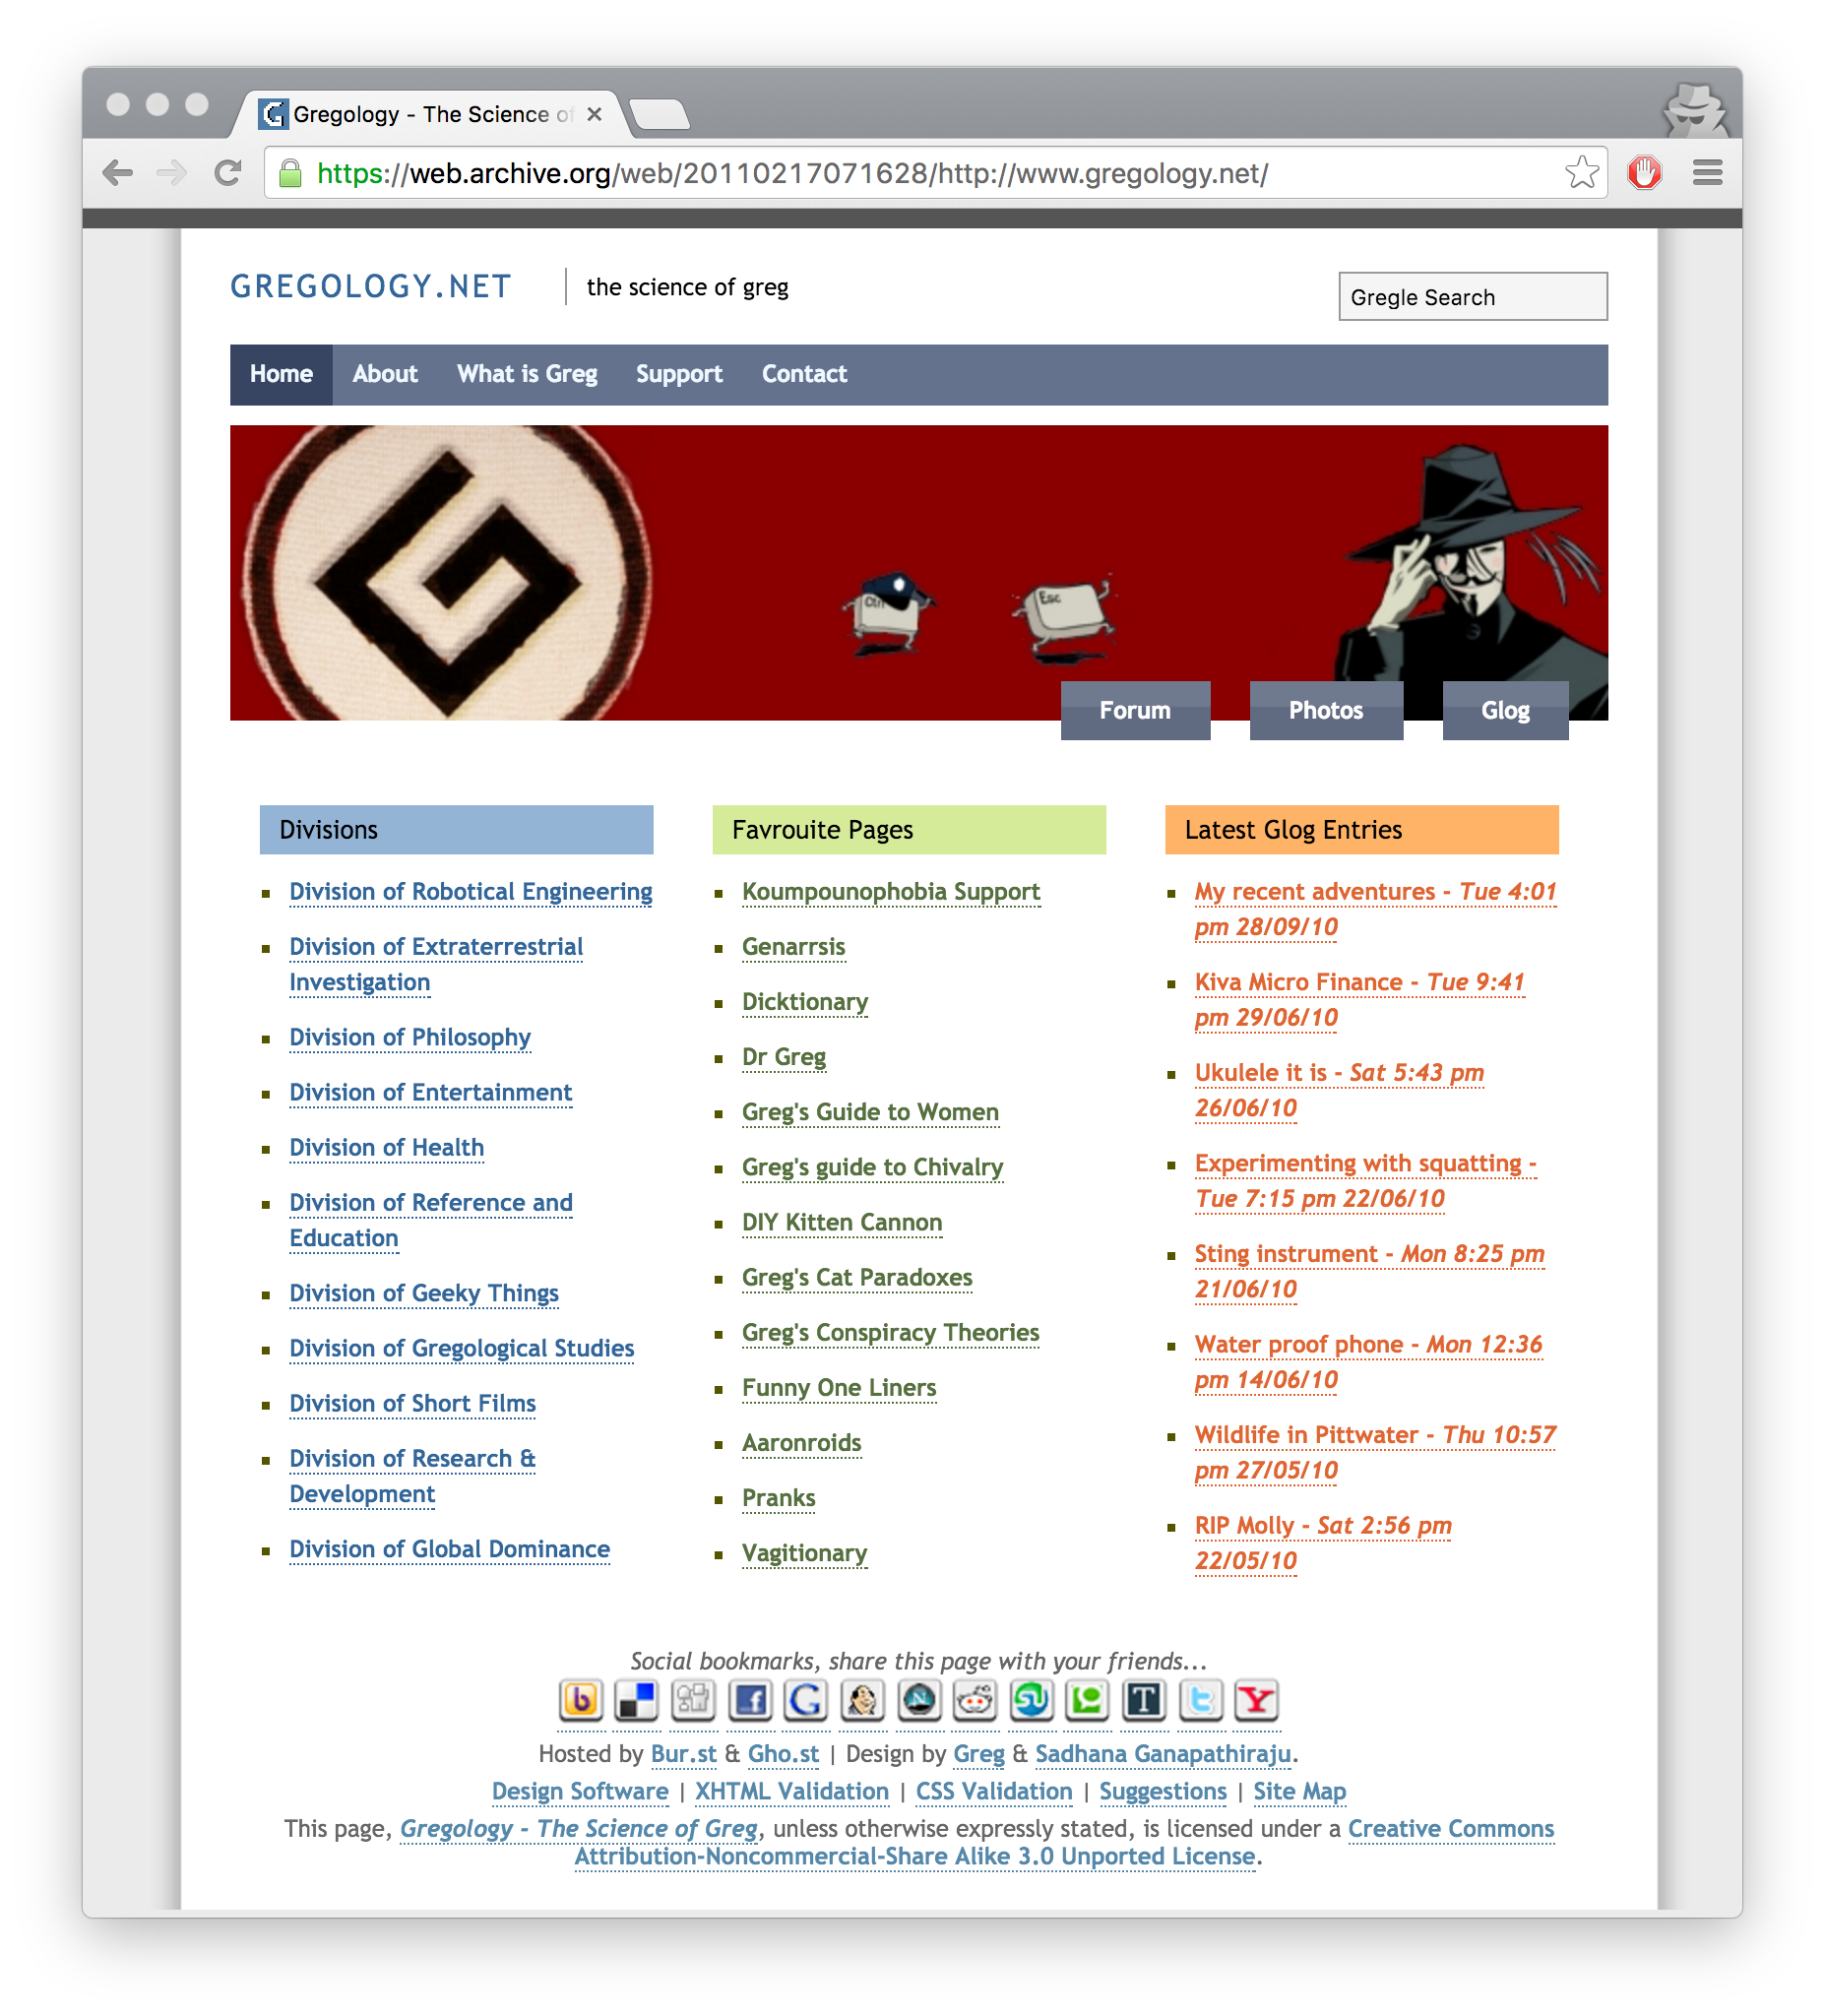 Gregology - The Science of
https://web.archive.org/web/20110217071628/http://www.gregology.net/
GREGOLOGY.NET
the science of greg
Gregle Search
Home About What is Greg Support Contact
Ctrl
Esc
Forum Photos Glog
Divisions
Division of Robotical Engineering
Division of Extraterrestrial
Investigation
Division of Philosophy
Division of Entertainment
Division of Health
Division of Reference and
Education
Division of Geeky Things
Division of Gregological Studies
Division of Short Films
Division of Research &
Development
Division of Global Dominance
Favrouite Pages
Koumpounophobia Support
Genarrsis
Dicktionary
Dr Greg
Greg's Guide to Women
Greg's guide to Chivalry
DIY Kitten Cannon
Greg's Cat Paradoxes
Greg's Conspiracy Theories
Funny One Liners
Aaronroids
Pranks
Vagitionary
Latest Glog Entries
My recent adventures - Tue 4:01
pm 28/09/10
Kiva Micro Finance - Tue 9:41
pm 29/06/10
Ukulele it is - Sat 5:43 pm
26/06/10
Experimenting with squatting -
Tue 7:15 pm 22/06/10
Sting instrument - Mon 8:25 pm
21/06/10
Water proof phone - Mon 12:36
pm 14/06/10
Wildlife in Pittwater - Thu 10:57
pm 27/05/10
RIP Molly - Sat 2:56 pm
22/05/10
Social bookmarks, share this page with your friends...
Hosted by Bur.st & Gho.st | Design by Greg & Sadhana Ganapathiraju.
Design Software | XHTML Validation | CSS Validation | Suggestions | Site Map
This page, Gregology - The Science of Greg, unless otherwise expressly stated, is licensed under a Creative Commons
Attribution-Noncommercial-Share Alike 3.0 Unported License.